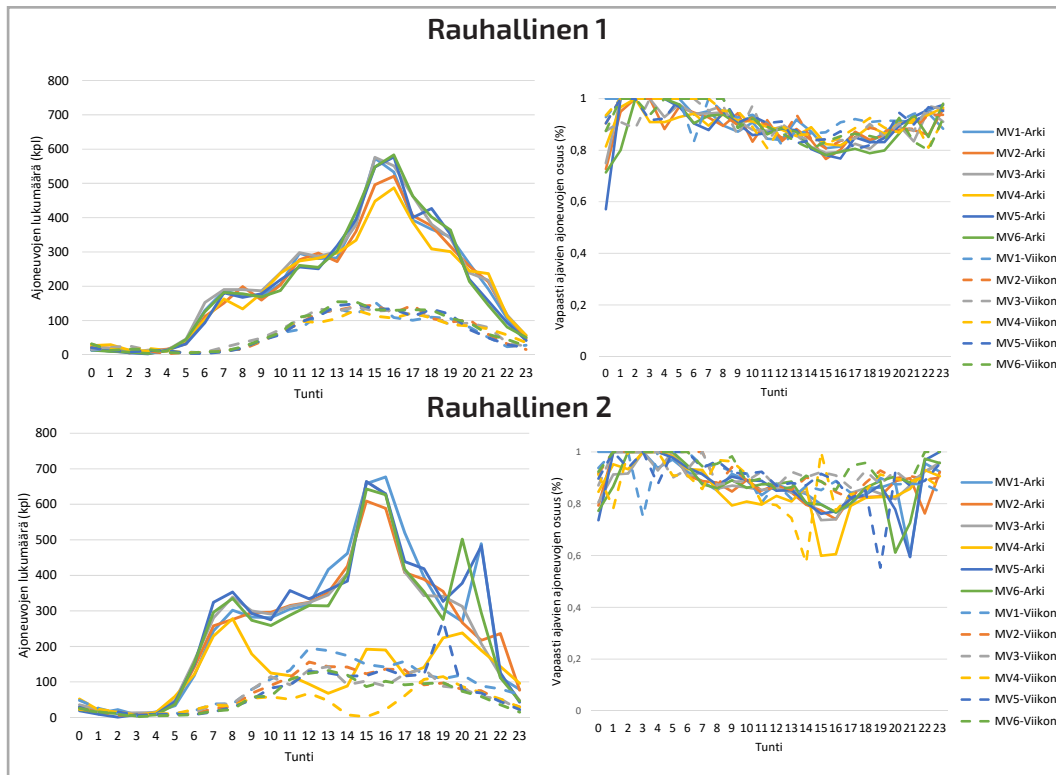 Rauhallinen 1
Ajoneuvojen lukumäärä (kpl)
800
700
600
500
400
300
200
100
0
0 1 2 3 4 5 6 7 8 9 10 11 12 13 14 15 16 17 18 19 20 21 22 23
Tunti
Vapaasti ajavien ajoneuvojen osuus (%)
1
0,8
0,6
0,4
0,2
0
0 1 2 3 4 5 6 7 8 9 10 11 12 13 14 15 16 17 18 19 20 21 22 23
Tunti
MV1-Arki
MV2-Arki
MV3-Arki
MV4-Arki
MV5-Arki
MV6-Arki
MV1-Viikon
MV2-Viikon
MV3-Viikon
MV4-Viikon
MV5-Viikon
MV6-Viikon
Rauhallinen 2
Ajoneuvojen lukumäärä (kpl)
800
700
600
500
400
300
200
100
0
0 1 2 3 4 5 6 7 8 9 10 11 12 13 14 15 16 17 18 19 20 21 22 23
Tunti
Vapaasti ajavien ajoneuvojen osuus (%)
1
0,8
0,6
0,4
0,2
0
0 1 2 3 4 5 6 7 8 9 10 11 12 13 14 15 16 17 18 19 20 21 22 23
Tunti
MV1-Arki
MV2-Arki
MV3-Arki
MV4-Arki
MV5-Arki
MV6-Arki
MV1-Viikon
MV2-Viikon
MV3-Viikon
MV4-Viikon
MV5-Viikon
MV6-Viikon